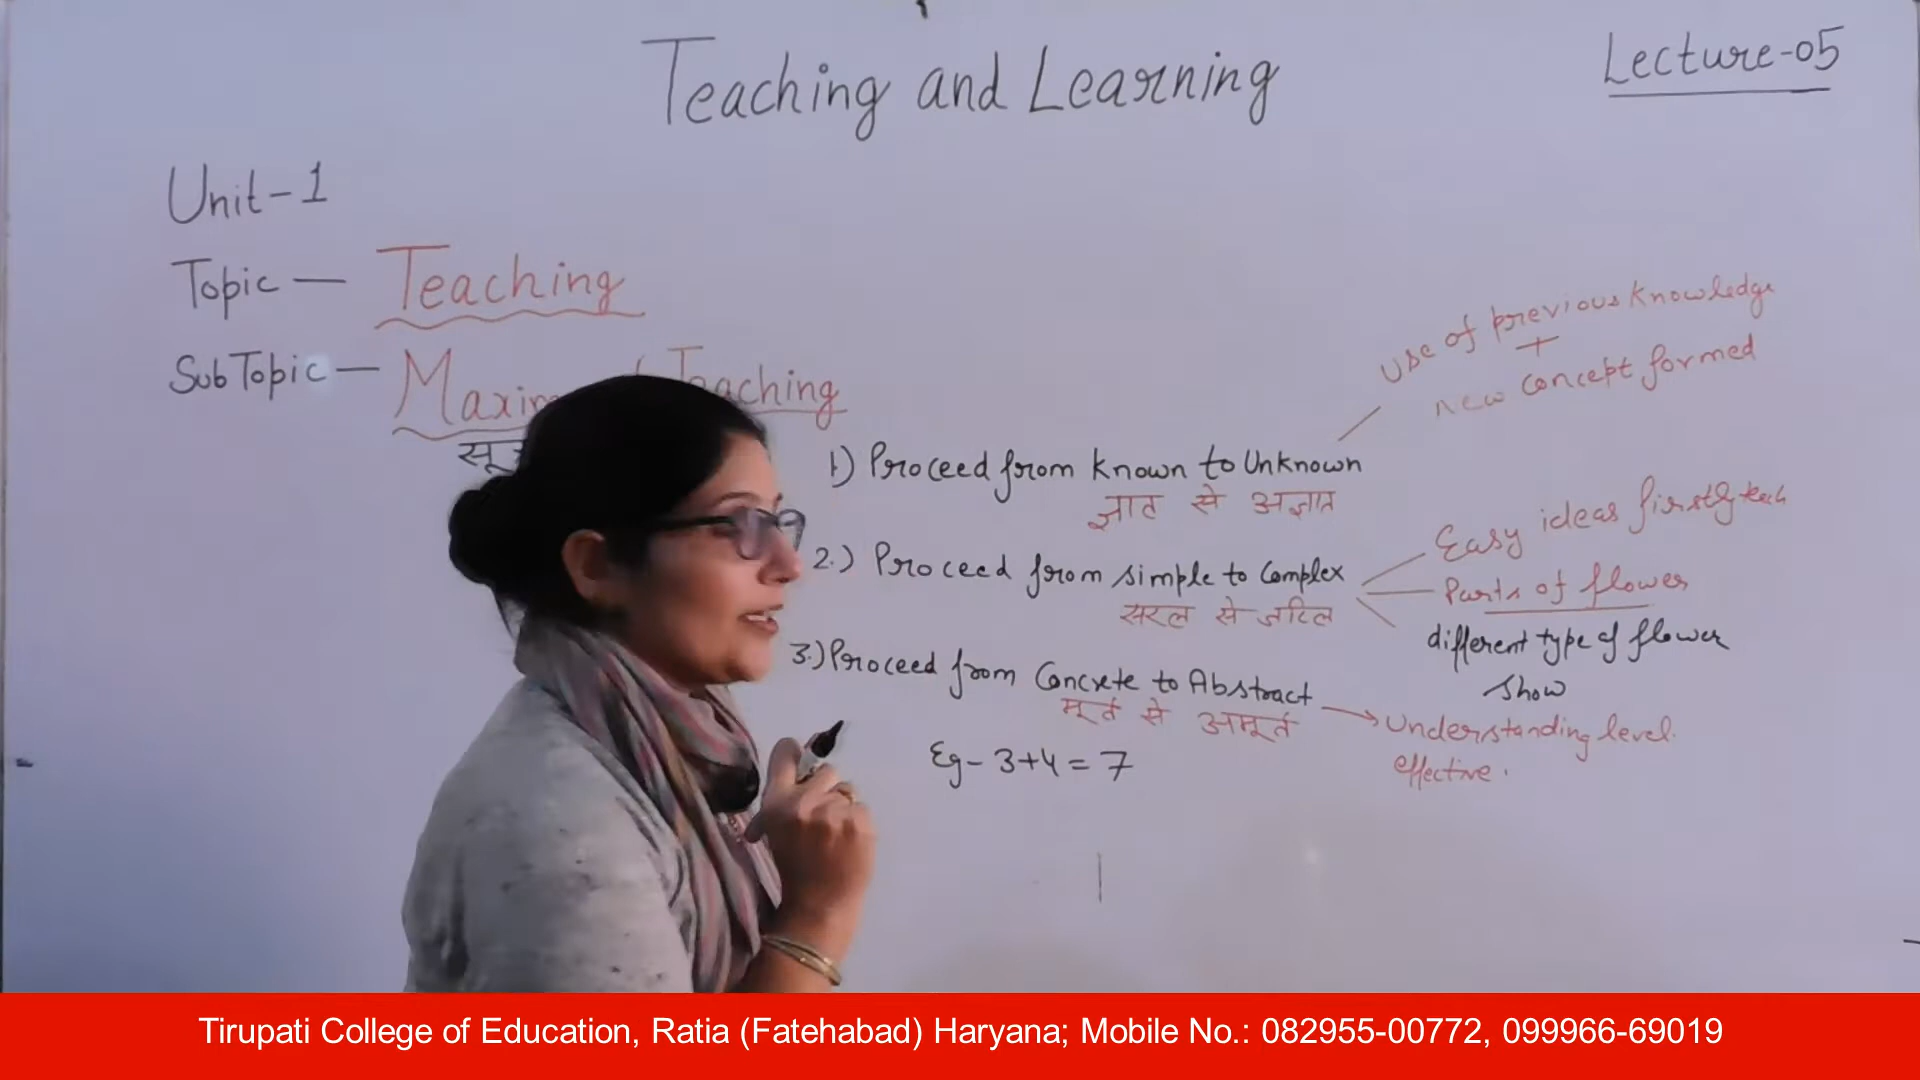 Teaching and Learning
Lecture-05
Unit-1
Topic — Teaching
SubTopic — Maxim Teaching
1) Proceed from Known to Unknown
ज्ञात से अज्ञात
Use of previous Knowledge
+
new concept formed
2.) Proceed from simple to Complex
सरल से जटिल
Easy ideas firstly teach
Parts of flower
different type of flower
show
3.) Proceed from Concrete to Abstract
मूर्त से अमूर्त
Understanding level
effective.
Eg- 3+4=7
Tirupati College of Education, Ratia (Fatehabad) Haryana; Mobile No.: 082955-00772, 099966-69019